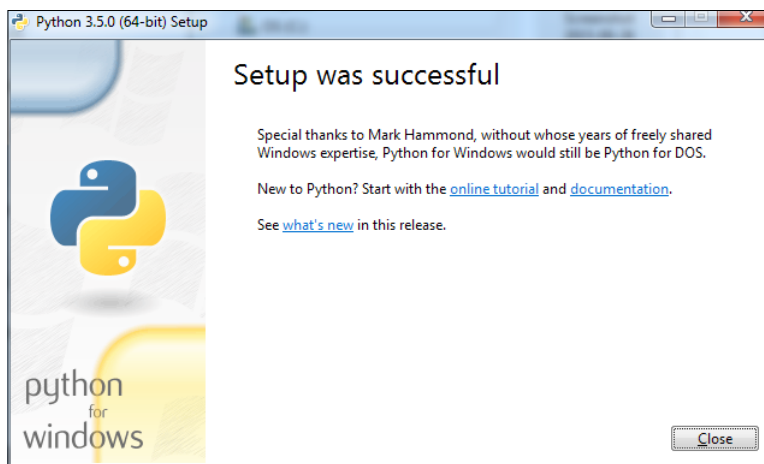 Python 3.5.0 (64-bit) Setup
Setup was successful
Special thanks to Mark Hammond, without whose years of freely shared
Windows expertise, Python for Windows would still be Python for DOS.
New to Python? Start with the online tutorial and documentation.
See what's new in this release.
python
for
windows
Close